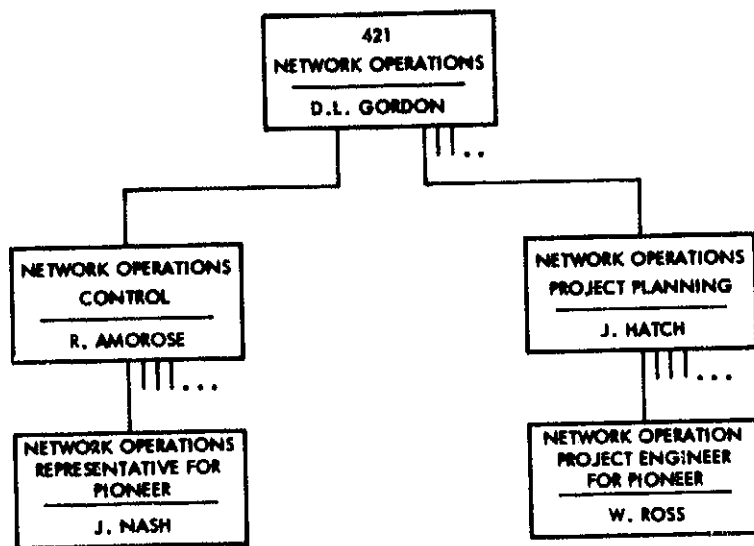 421
NETWORK OPERATIONS
D.L. GORDON
NETWORK OPERATIONS
CONTROL
R. AMOROSE
NETWORK OPERATIONS
PROJECT PLANNING
J. HATCH
NETWORK OPERATIONS
REPRESENTATIVE FOR
PIONEER
J. NASH
NETWORK OPERATION
PROJECT ENGINEER
FOR PIONEER
W. ROSS